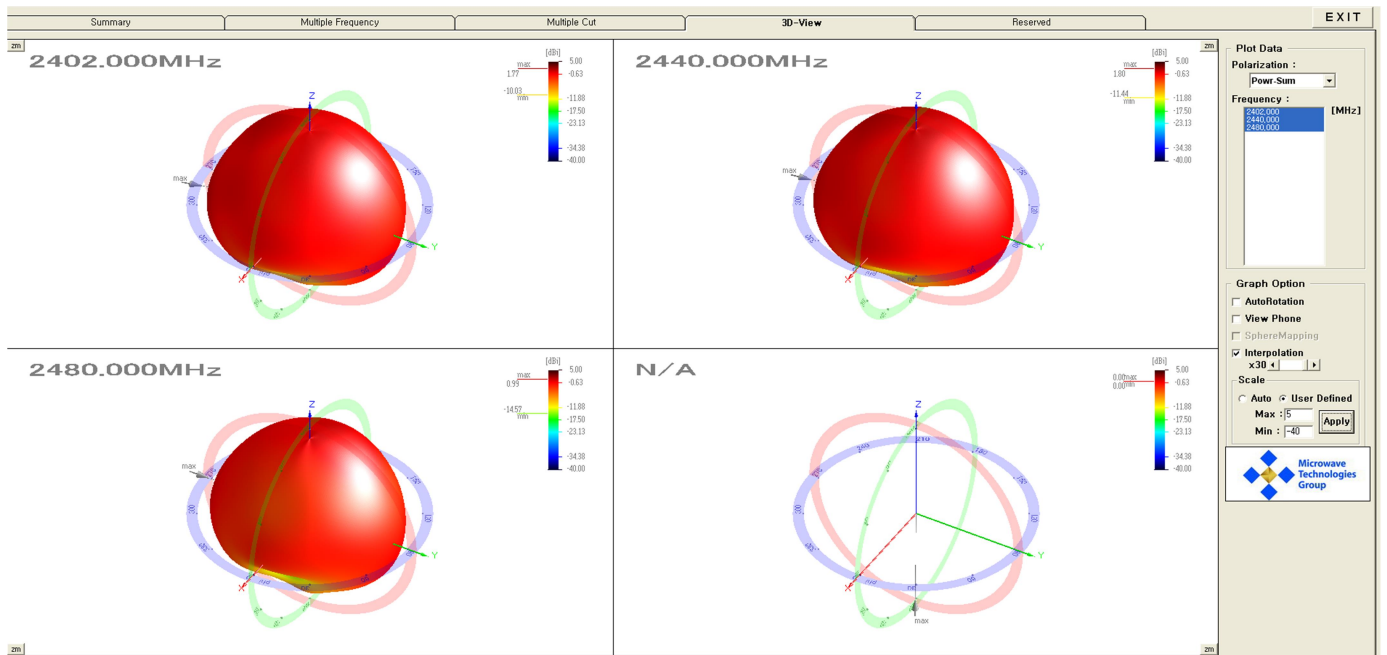 Summary
Multiple Frequency
Multiple Cut
3D-View
Reserved
EXIT
zm
zm
2402.000MHz
[dBi]
max
1.77
-10.03
min
5.00
-0.63
-11.88
-17.50
-23.13
-34.38
-40.00
Z
max
X
Y
2440.000MHz
[dBi]
max
1.80
-11.44
min
5.00
-0.63
-11.88
-17.50
-23.13
-34.38
-40.00
Z
max
X
Y
2480.000MHz
[dBi]
max
0.93
-14.57
min
5.00
-0.63
-11.88
-17.50
-23.13
-34.38
-40.00
Z
max
X
Y
N/A
[dBi]
0.00 max
0.00 min
5.00
-0.63
-11.88
-17.50
-23.13
-34.38
-40.00
Z
X
Y
max
zm
zm
Plot Data
Polarization :
Powr-Sum
Frequency :
2402,000
2440,000
2480,000
[MHz]
Graph Option
AutoRotation
View Phone
SphereMapping
Interpolation
x30
Scale
Auto
User Defined
Max : 5
Min : -40
Apply
Microwave
Technologies
Group